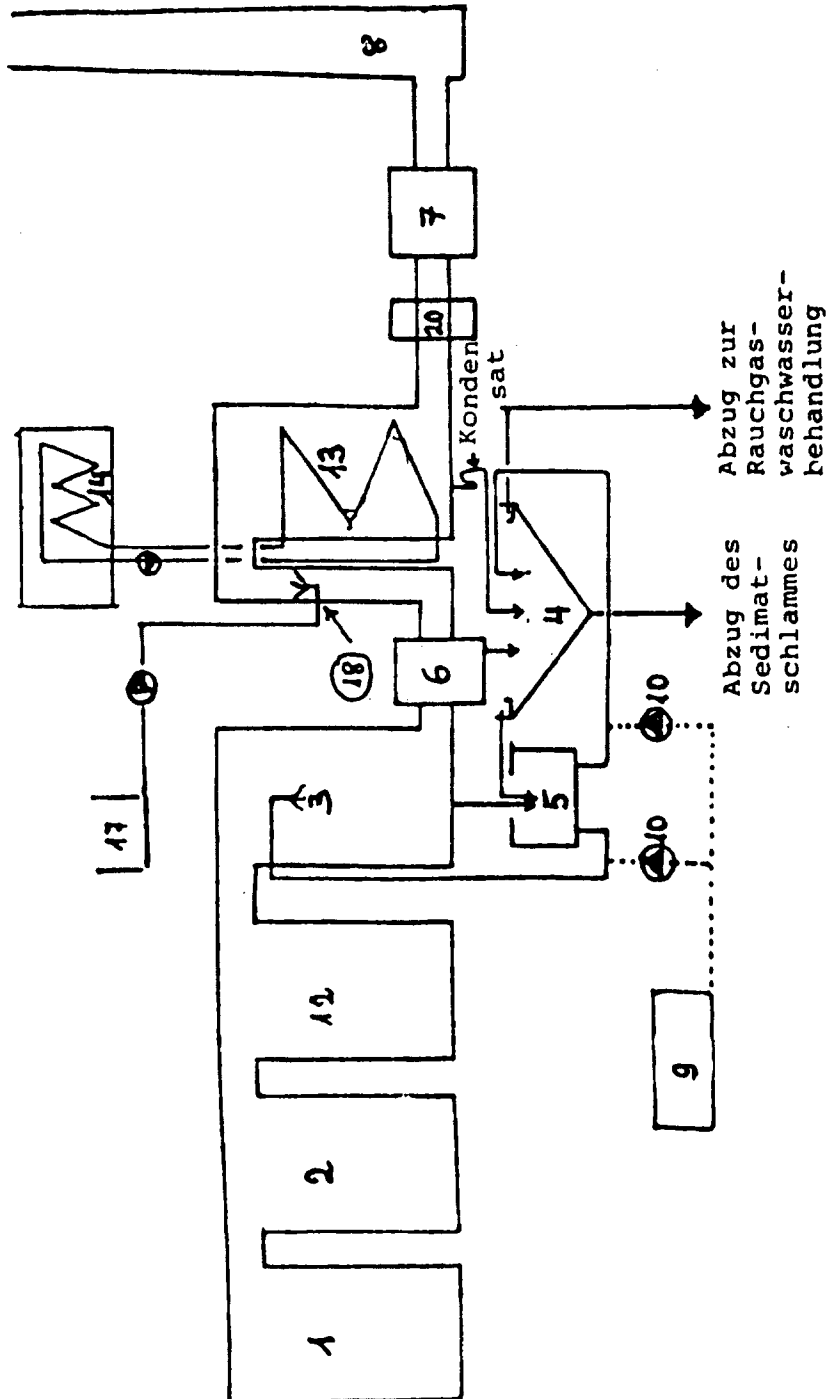 1
2
12
3
17
18
6
14
13
20
7
8
5
4
10
10
9
Konden
sat
Abzug des
Sedimat-
schlammes
Abzug zur
Rauchgas-
waschwasser-
behandlung